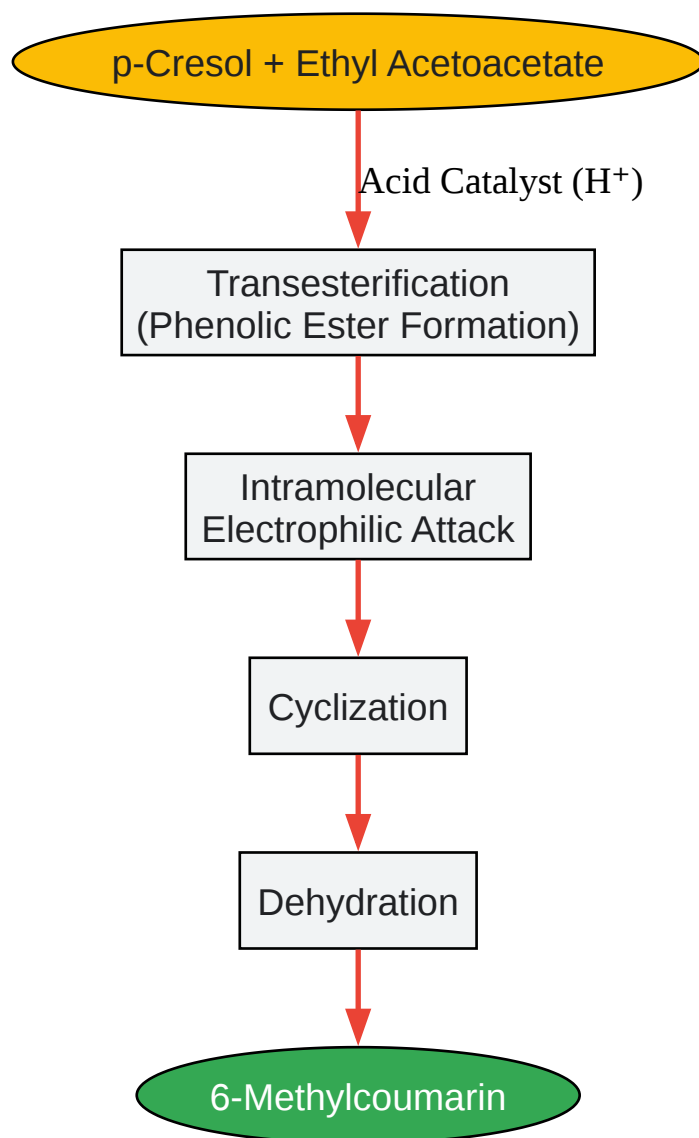 p-Cresol + Ethyl Acetoacetate
Acid Catalyst (H⁺)
Transesterification
(Phenolic Ester Formation)
Intramolecular
Electrophilic Attack
Cyclization
Dehydration
6-Methylcoumarin